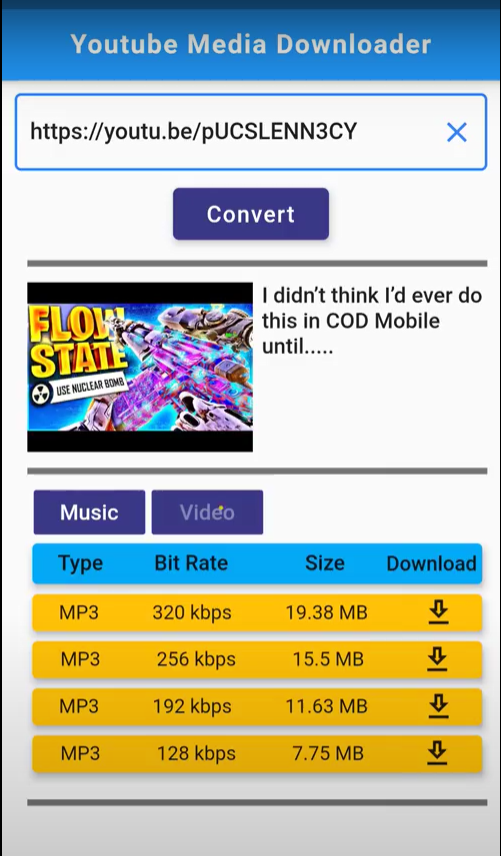 Youtube Media Downloader
https://youtu.be/pUCSLENN3CY
Convert
FLOW
STATE
USE NUCLEAR BOMB
I didn’t think I’d ever do
this in COD Mobile
until.....
Music Video
Type Bit Rate Size Download
MP3 320 kbps 19.38 MB
MP3 256 kbps 15.5 MB
MP3 192 kbps 11.63 MB
MP3 128 kbps 7.75 MB